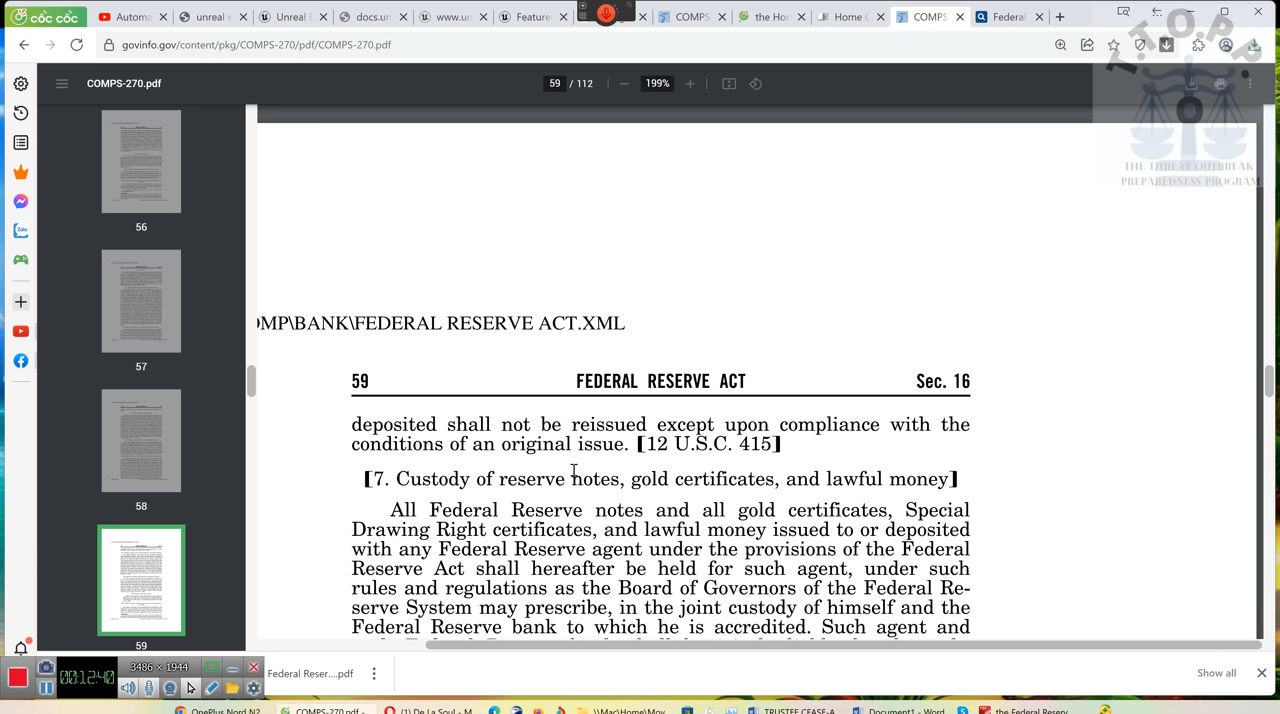 cốc cốc
Automa
unreal e
Unreal E
docs.un
www.un
Feature
COMPS
the Hor
Home C
COMPS
Federal
govinfo.gov/content/pkg/COMPS-270/pdf/COMPS-270.pdf
COMPS-270.pdf
59 / 112
199%
T.T.O.P.P.
THE THREAT OUTBREAK
PREPAREDNESS PROGRAM
56
57
58
59
OMP\BANK\FEDERAL RESERVE ACT.XML
59 FEDERAL RESERVE ACT Sec. 16
deposited shall not be reissued except upon compliance with the
conditions of an original issue. [12 U.S.C. 415]
[7. Custody of reserve notes, gold certificates, and lawful money]
All Federal Reserve notes and all gold certificates, Special
Drawing Right certificates, and lawful money issued to or deposited
with any Federal Reserve agent under the provisions of the Federal
Reserve Act shall hereafter be held for such agent, under such
rules and regulations as the Board of Governors of the Federal Re-
serve System may prescribe, in the joint custody of himself and the
Federal Reserve bank to which he is accredited. Such agent and
Zalo
3486 × 1944
00:12:40
Federal Reser....pdf
Show all
OnePlus Nord N2
COMPS-270.pdf -
(1) De La Soul - M
\\Mac\Home\Mov
TRUSTEE CEASE-A
Document1 - Word
the Federal Reserv